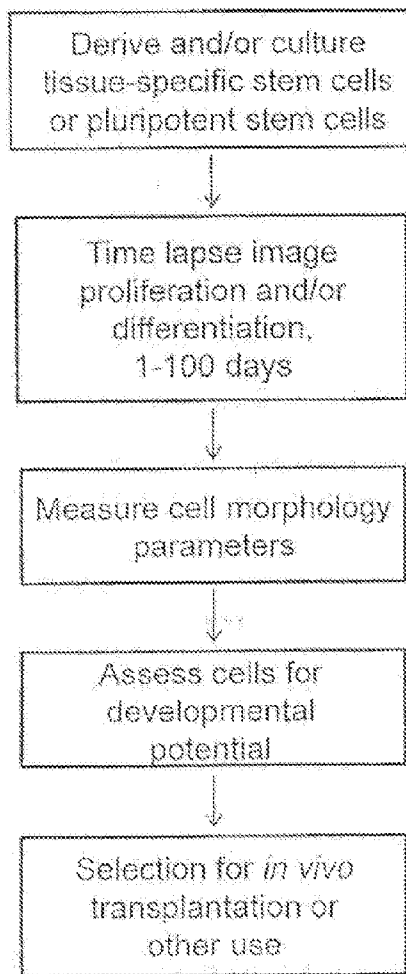 Derive and/or culture
tissue-specific stem cells
or pluripotent stem cells
Time lapse image
proliferation and/or
differentiation,
1-100 days
Measure cell morphology
parameters
Assess cells for
developmental
potential
Selection for in vivo
transplantation or
other use